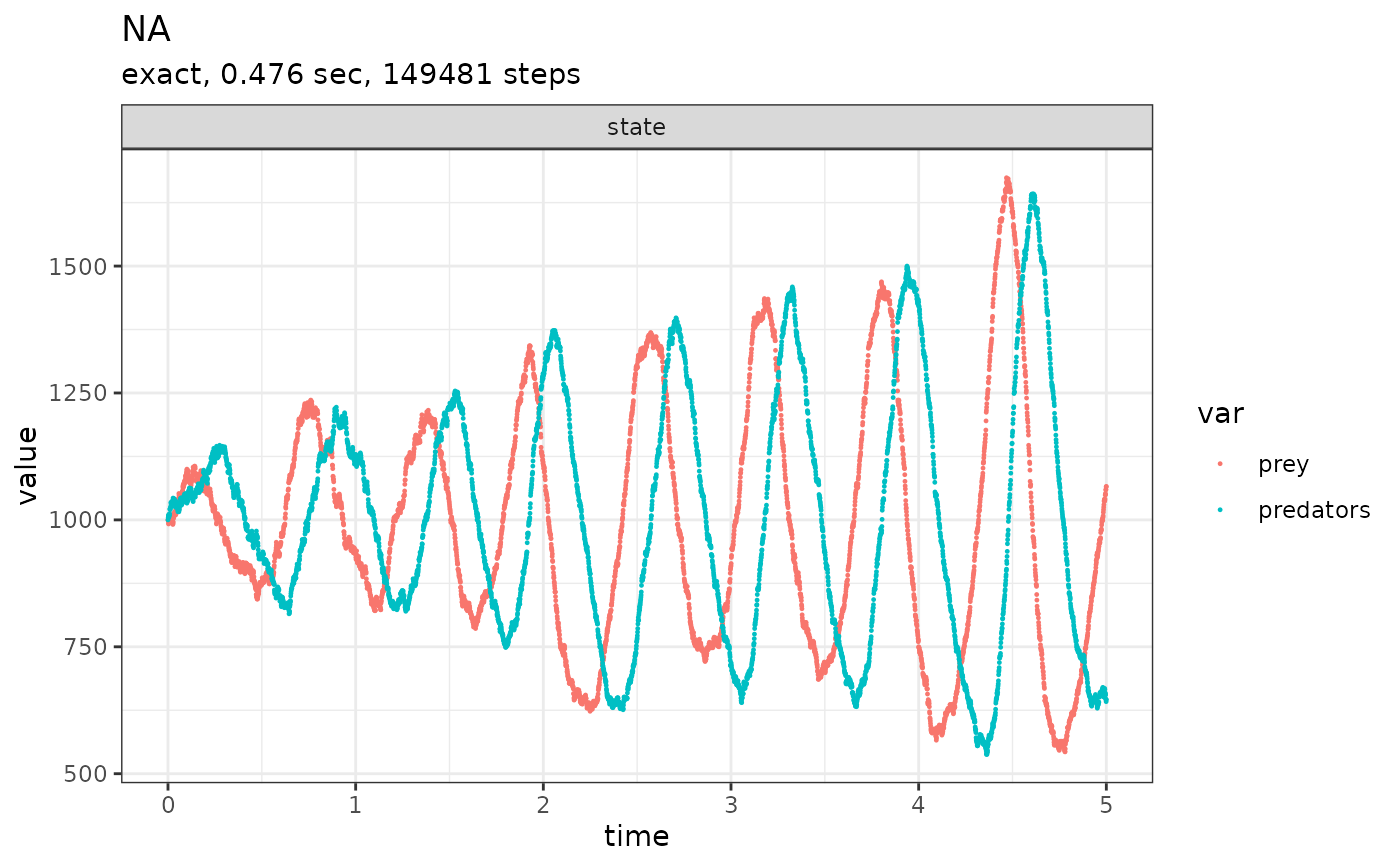 NA
exact, 0.476 sec, 149481 steps
state
value
1500
1250
1000
750
500
0 1 2 3 4 5
time
var
prey
predators